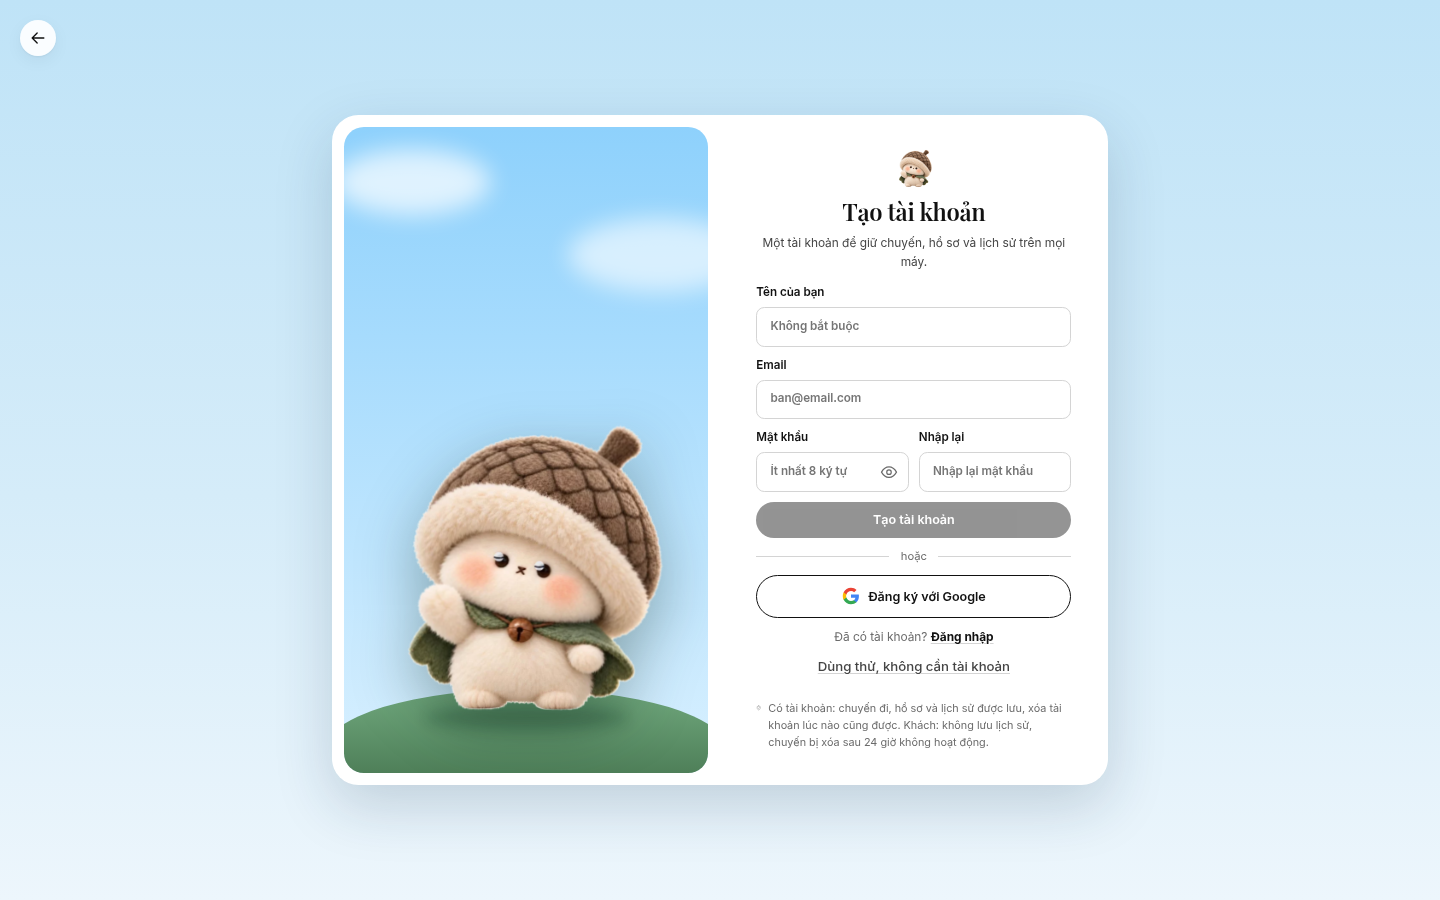 Tạo tài khoản
Một tài khoản để giữ chuyến, hồ sơ và lịch sử trên mọi
máy.
Tên của bạn
Không bắt buộc
Email
ban@email.com
Mật khẩu
Nhập lại
Ít nhất 8 ký tự
Nhập lại mật khẩu
Tạo tài khoản
hoặc
Đăng ký với Google
Đã có tài khoản? Đăng nhập
Dùng thử, không cần tài khoản
Có tài khoản: chuyến đi, hồ sơ và lịch sử được lưu, xóa tài
khoản lúc nào cũng được. Khách: không lưu lịch sử,
chuyến bị xóa sau 24 giờ không hoạt động.